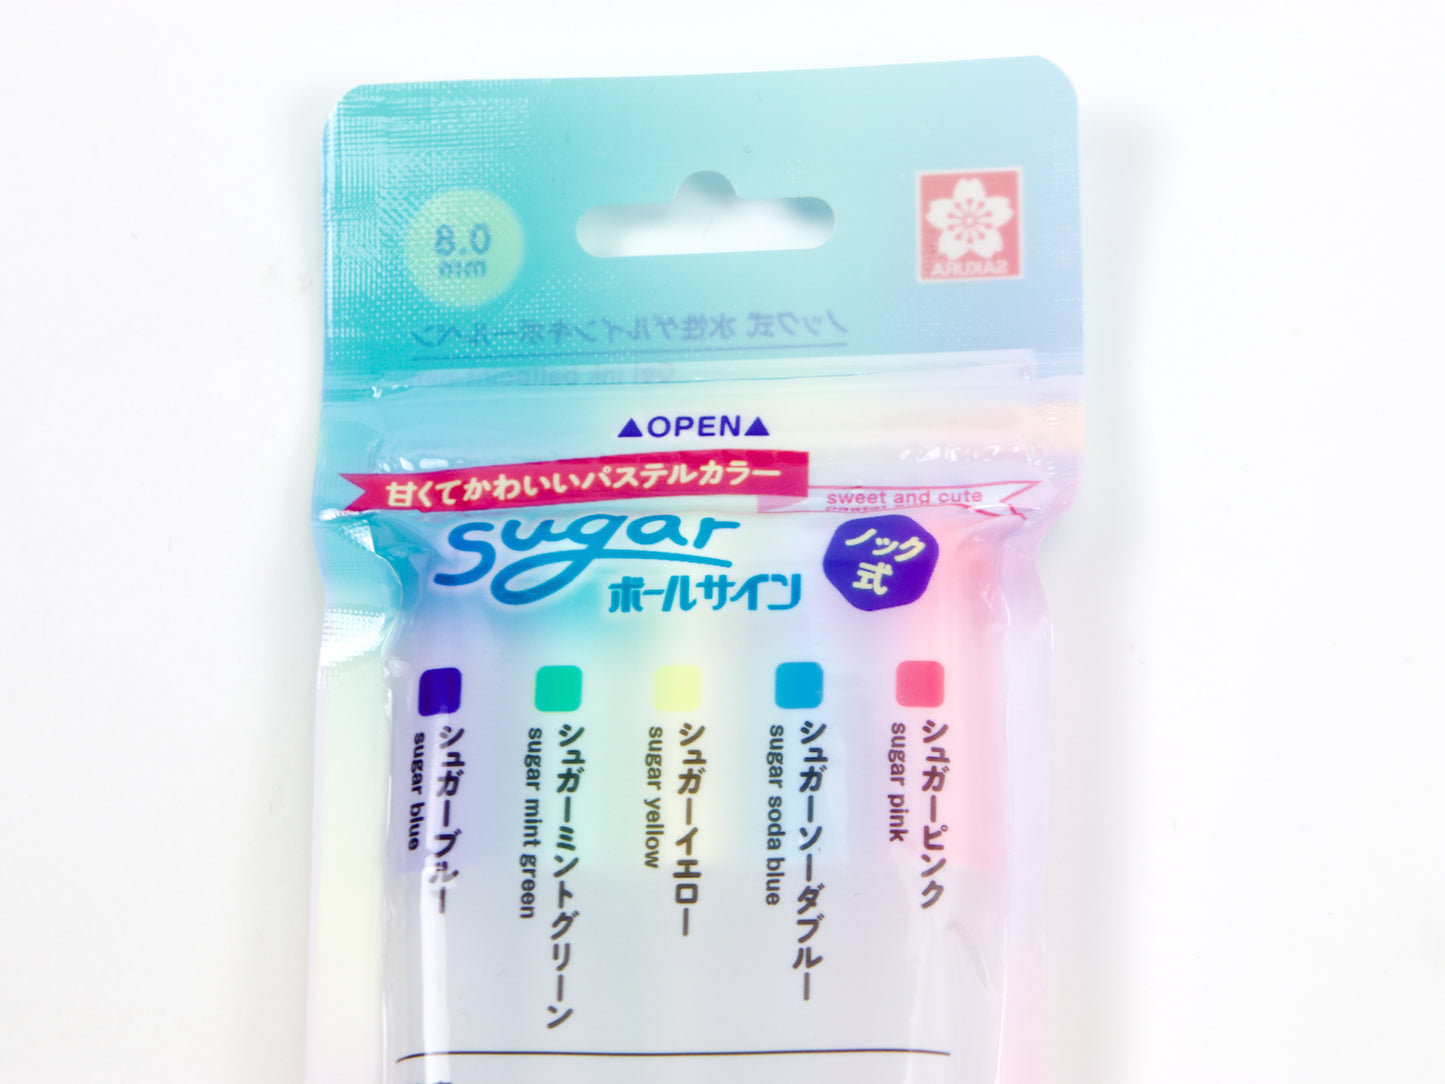 0.8
mm
SAKURA
ノック式 水性ゲルインキボールペン
Gel ink
▲OPEN▲
甘くてかわいいパステルカラー
sweet and cute
sugar
ボールサイン
ノック
式
シュガーピンク
sugar pink
シュガーソーダブルー
sugar soda blue
シュガーイエロー
sugar yellow
シュガーミントグリーン
sugar mint green
シュガーブルー
sugar blue